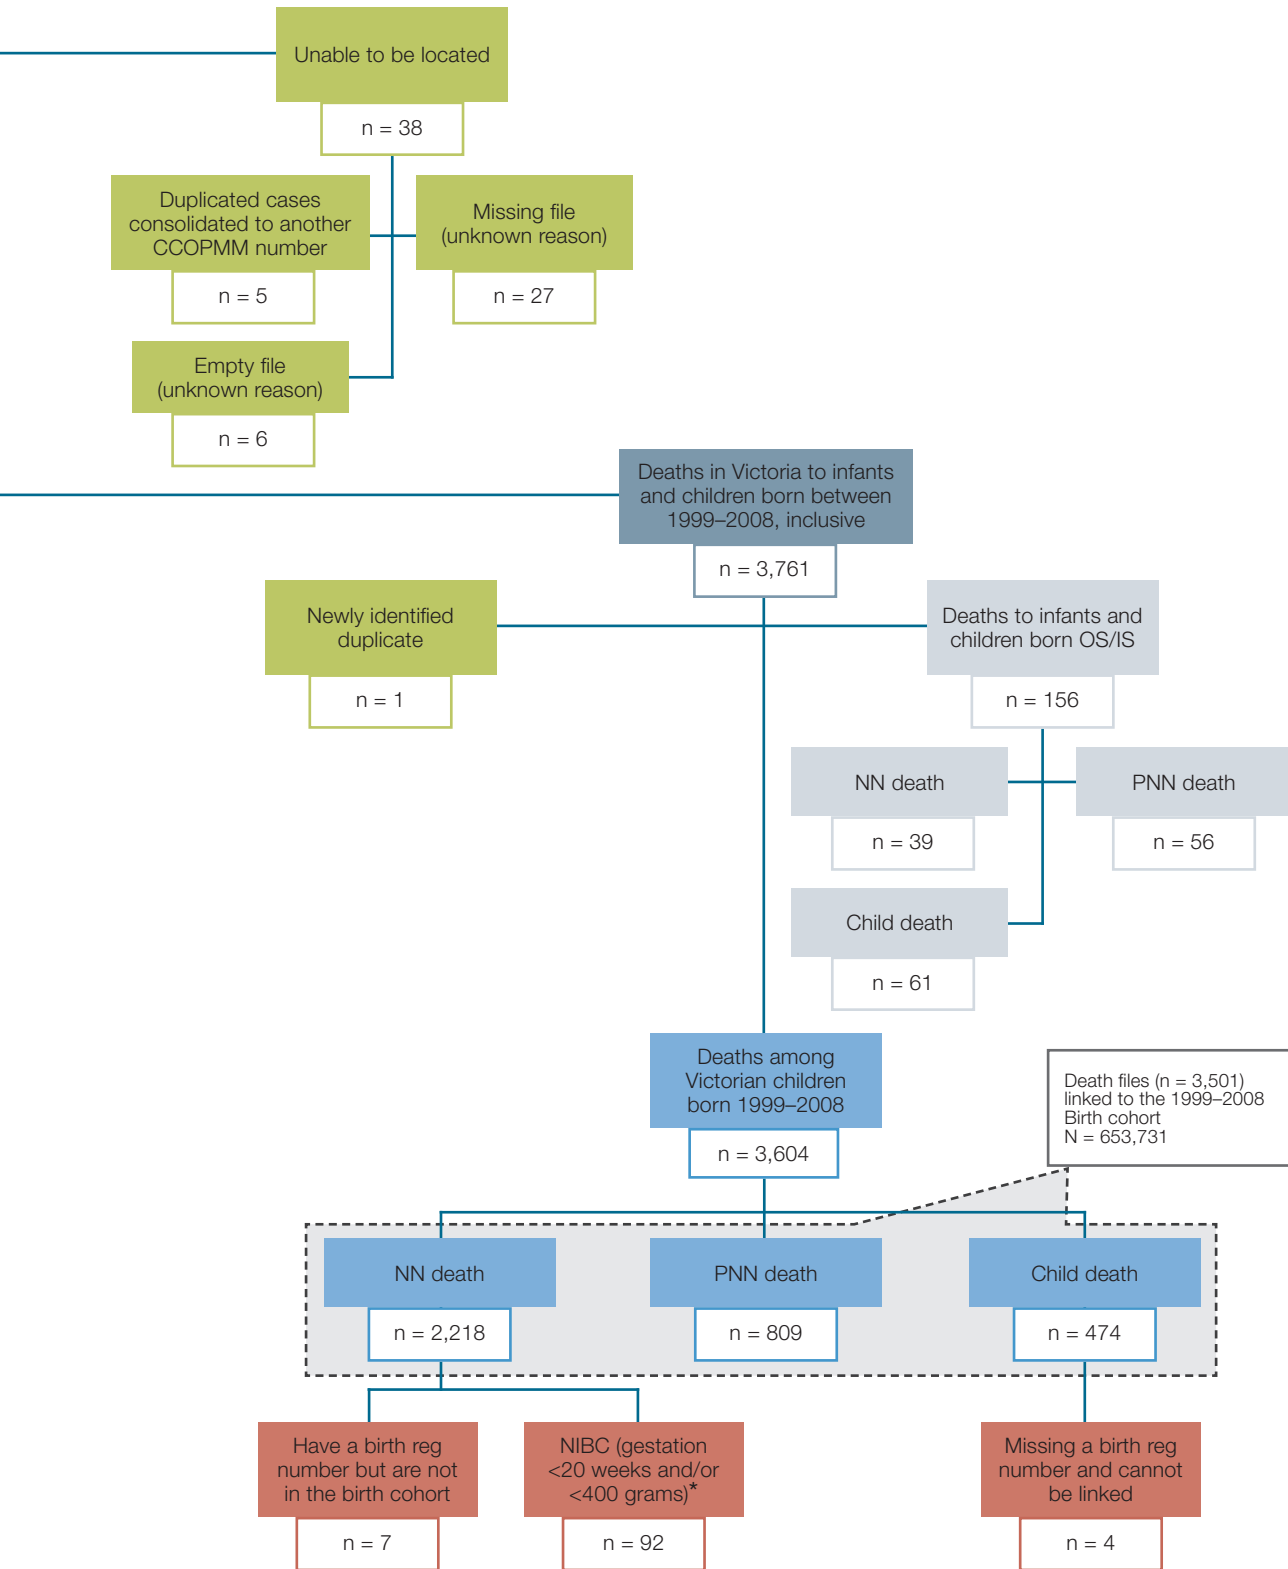 Unable to be located
n = 38
Duplicated cases
consolidated to another
CCOPMM number
n = 5
Missing file
(unknown reason)
n = 27
Empty file
(unknown reason)
n = 6
Deaths in Victoria to infants
and children born between
1999–2008, inclusive
n = 3,761
Newly identified
duplicate
n = 1
Deaths to infants and
children born OS/IS
n = 156
NN death
n = 39
PNN death
n = 56
Child death
n = 61
Deaths among
Victorian children
born 1999–2008
n = 3,604
Death files (n = 3,501)
linked to the 1999–2008
Birth cohort
N = 653,731
NN death
n = 2,218
PNN death
n = 809
Child death
n = 474
Have a birth reg
number but are not
in the birth cohort
n = 7
NIBC (gestation
<20 weeks and/or
<400 grams)*
n = 92
Missing a birth reg
number and cannot
be linked
n = 4